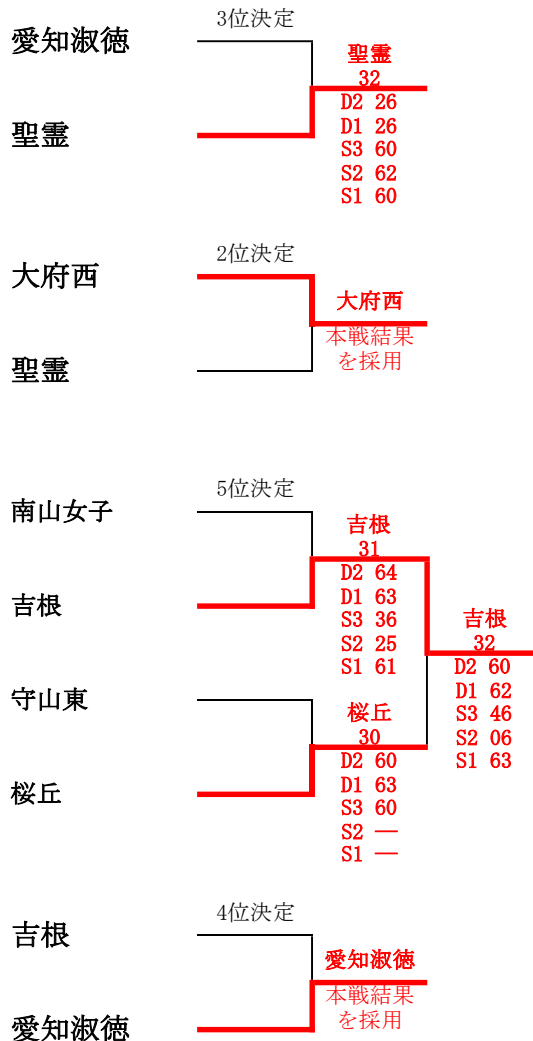 3位決定
愛知淑徳
聖霊
32
D2 26
D1 26
S3 60
S2 62
S1 60
聖霊
2位決定
大府西
大府西
本戦結果
を採用
聖霊
5位決定
南山女子
吉根
31
D2 64
D1 63
S3 36
S2 25
S1 61
吉根
吉根
32
D2 60
D1 62
S3 46
S2 06
S1 63
守山東
桜丘
30
D2 60
D1 63
S3 60
S2 —
S1 —
桜丘
4位決定
吉根
愛知淑徳
本戦結果
を採用
愛知淑徳